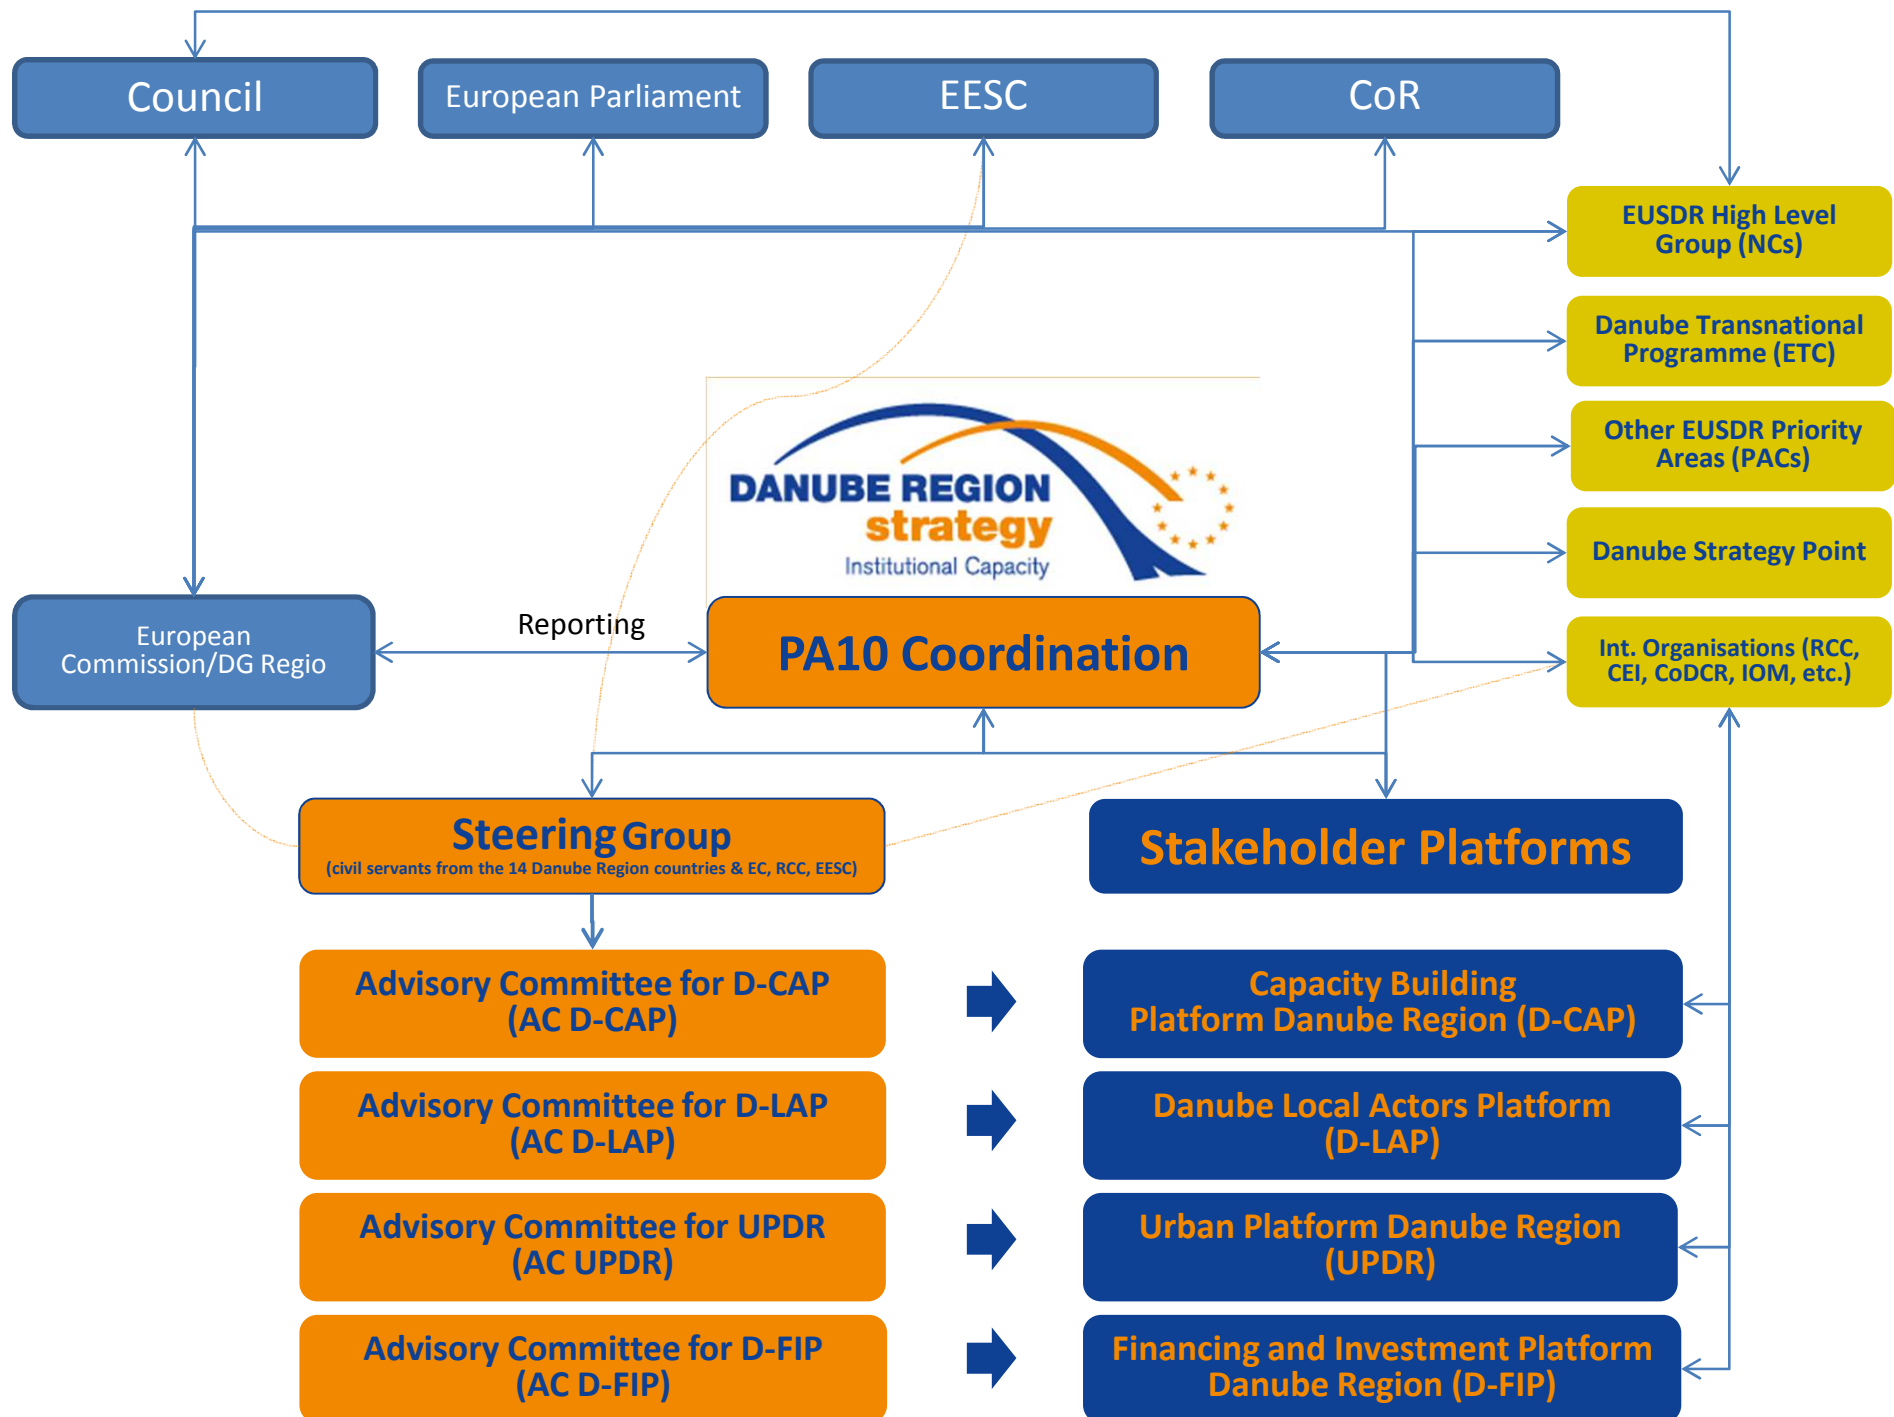 Council
European Parliament
EESC
CoR
EUSDR High Level
Group (NCs)
Danube Transnational
Programme (ETC)
Other EUSDR Priority
Areas (PACs)
Danube Strategy Point
Int. Organisations (RCC,
CEI, CoDCR, IOM, etc.)
DANUBE REGION
strategy
Institutional Capacity
European
Commission/DG Regio
Reporting
PA10 Coordination
Steering Group
(civil servants from the 14 Danube Region countries & EC, RCC, EESC)
Stakeholder Platforms
Advisory Committee for D-CAP
(AC D-CAP)
Capacity Building
Platform Danube Region (D-CAP)
Advisory Committee for D-LAP
(AC D-LAP)
Danube Local Actors Platform
(D-LAP)
Advisory Committee for UPDR
(AC UPDR)
Urban Platform Danube Region
(UPDR)
Advisory Committee for D-FIP
(AC D-FIP)
Financing and Investment Platform
Danube Region (D-FIP)